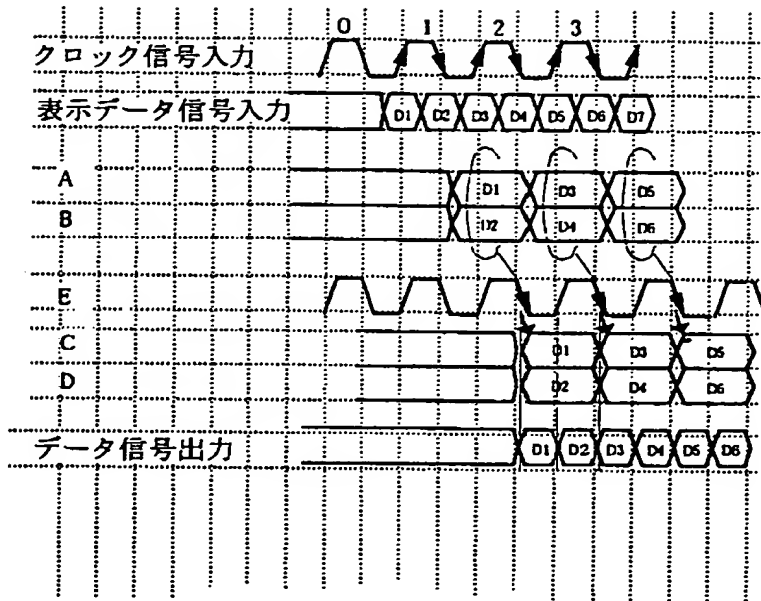 0 1 2 3
クロック信号入力
表示データ信号入力 D1 D2 D3 D4 D5 D6 D7
A D1 D3 D5
B D2 D4 D6
E
C D1 D3 D5
D D2 D4 D6
データ信号出力 D1 D2 D3 D4 D5 D6